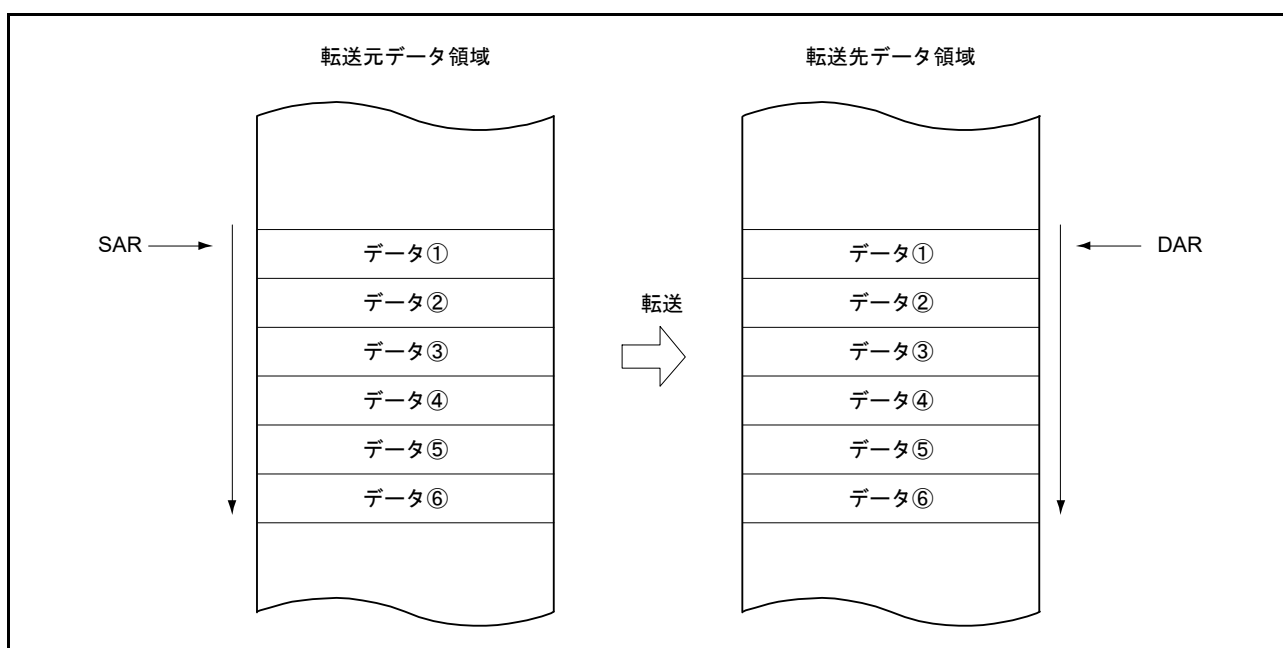 転送元データ領域
転送先データ領域
SAR
データ①
データ②
データ③
データ④
データ⑤
データ⑥
転送
データ①
データ②
データ③
データ④
データ⑤
データ⑥
DAR